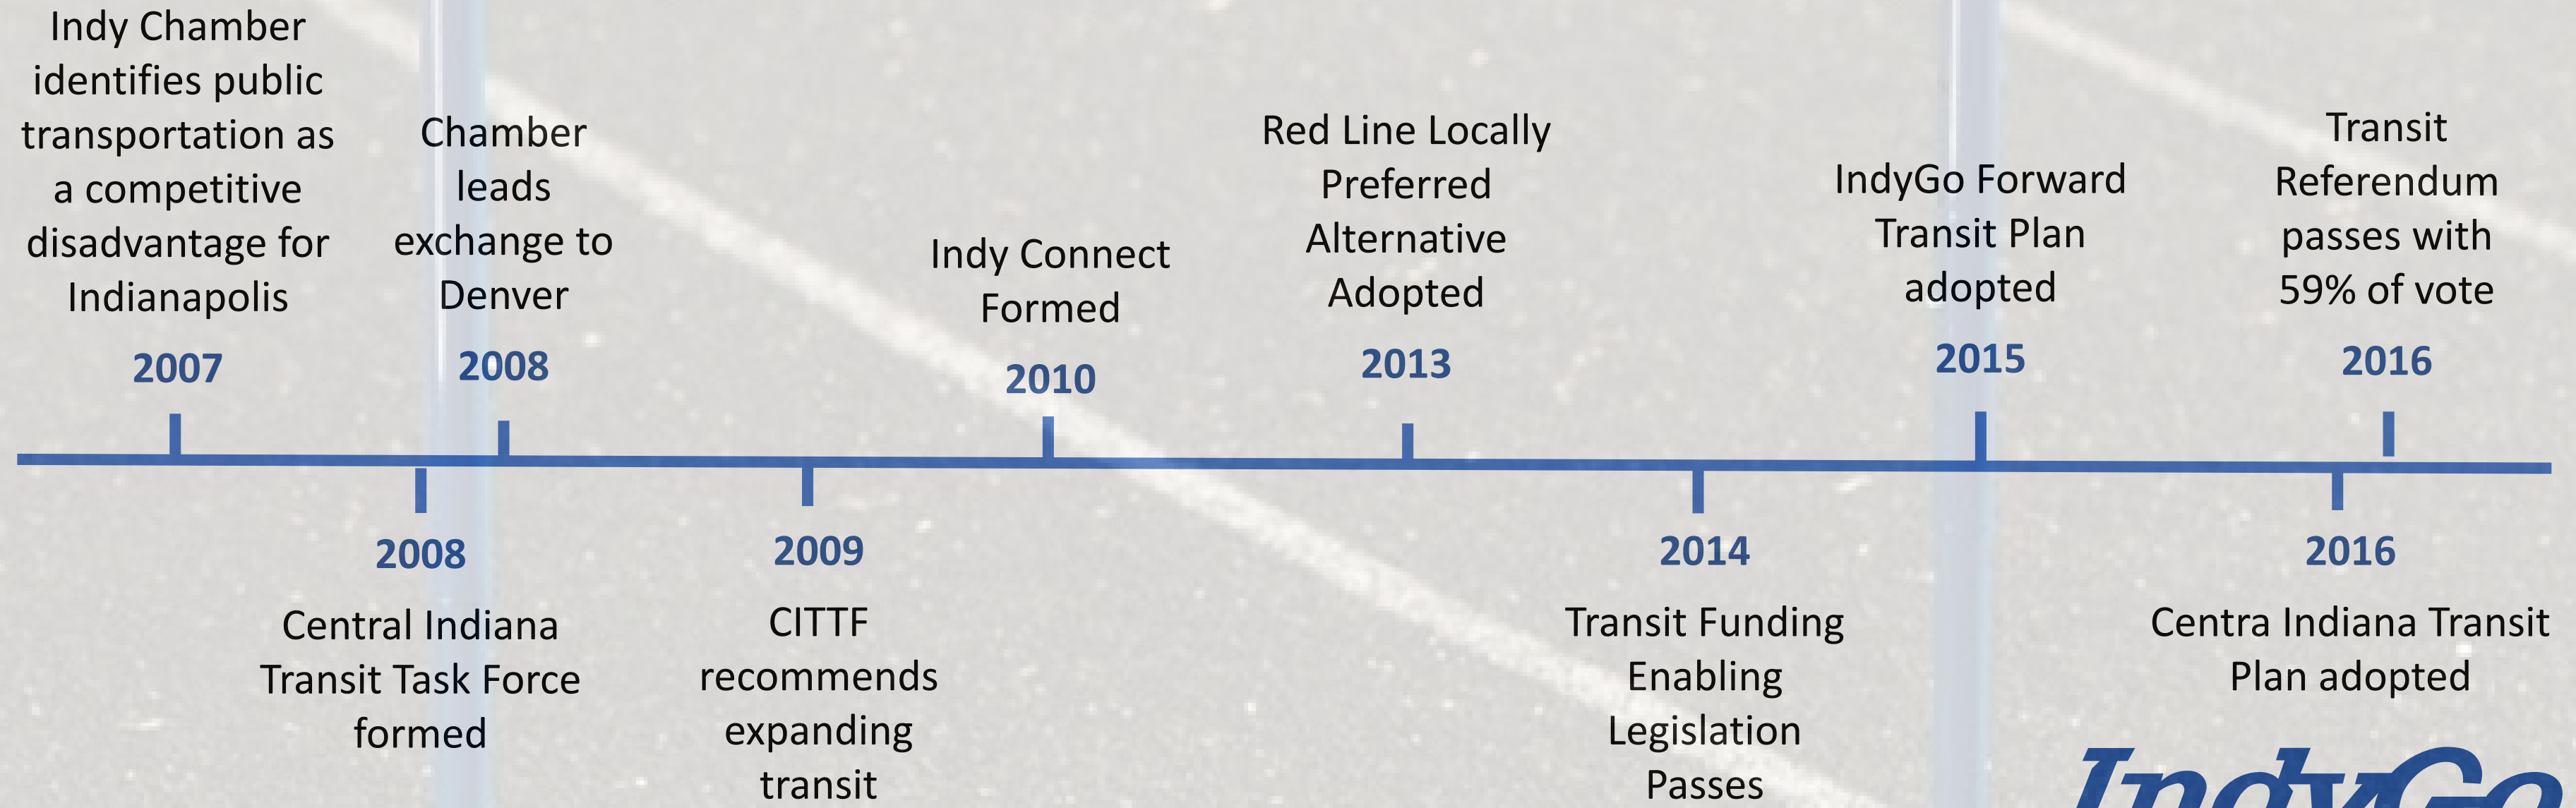 Indy Chamber
identifies public
transportation as
a competitive
disadvantage for
Indianapolis
2007
Chamber
leads
exchange to
Denver
2008
Indy Connect
Formed
2010
Red Line Locally
Preferred
Alternative
Adopted
2013
IndyGo Forward
Transit Plan
adopted
2015
Transit
Referendum
passes with
59% of vote
2016
2008
Central Indiana
Transit Task Force
formed
2009
CITTF
recommends
expanding
transit
2014
Transit Funding
Enabling
Legislation
Passes
2016
Centra Indiana Transit
Plan adopted
IndyGo